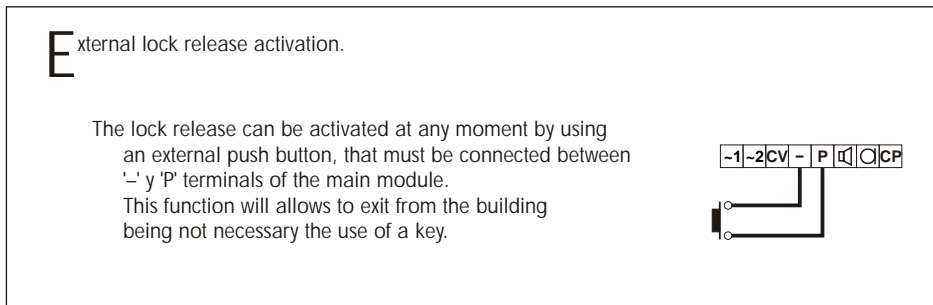 External lock release activation.
The lock release can be activated at any moment by using
an external push button, that must be connected between
'–' y 'P' terminals of the main module.
This function will allows to exit from the building
being not necessary the use of a key.
~1 ~2 CV – P CP